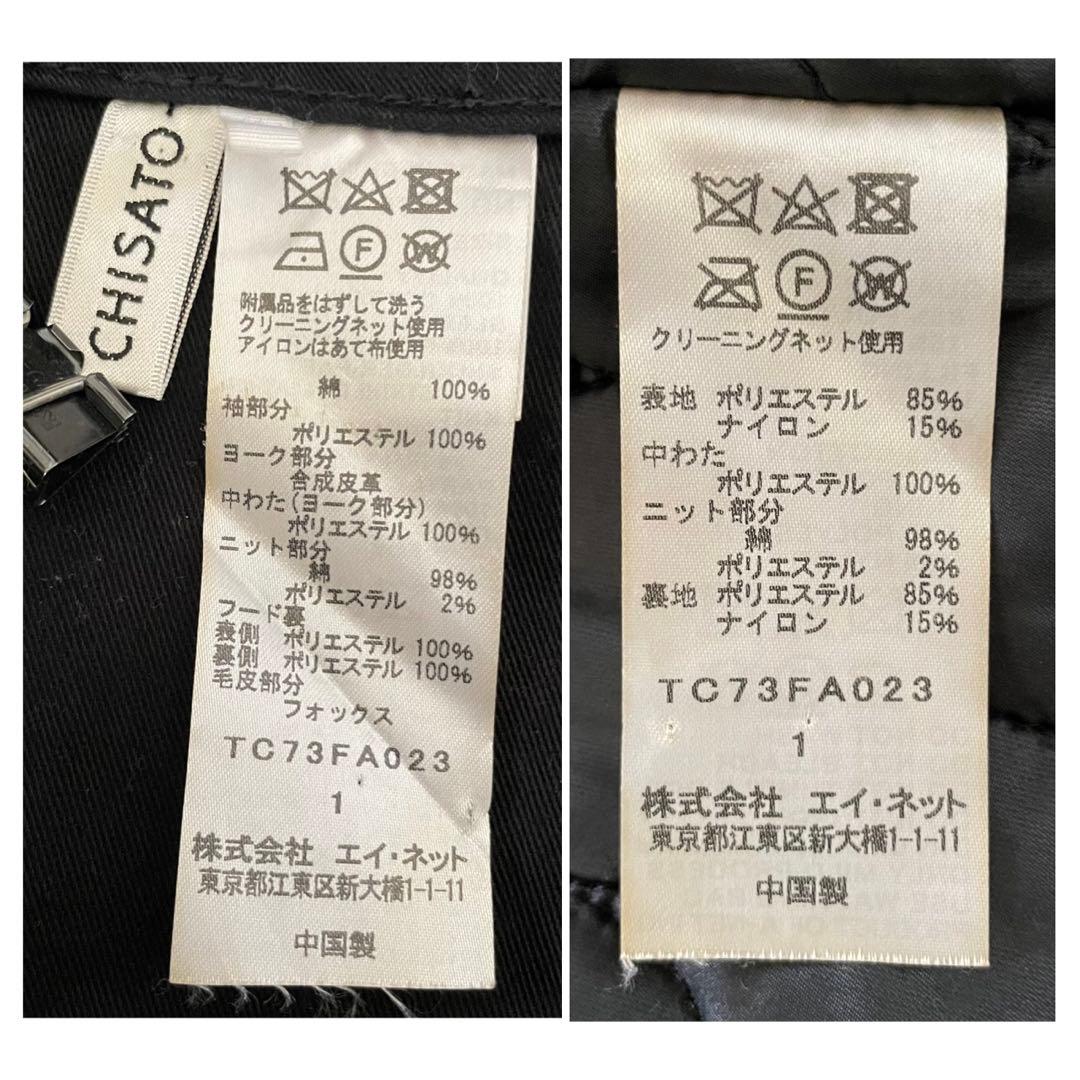 CHISATO
F
W
附属品をはずして洗う
クリーニングネット使用
アイロンはあて布使用
綿 100%
袖部分
ポリエステル 100%
ヨーク部分
合成皮革
中わた(ヨーク部分)
ポリエステル 100%
ニット部分
綿 98%
ポリエステル 2%
フード裏
表側 ポリエステル 100%
裏側 ポリエステル 100%
毛皮部分
フォックス
TC73FA023
1
株式会社 エイ・ネット
東京都江東区新大橋1-1-11
中国製
F
W
クリーニングネット使用
表地 ポリエステル 85%
ナイロン 15%
中わた
ポリエステル 100%
ニット部分
綿 98%
ポリエステル 2%
裏地 ポリエステル 85%
ナイロン 15%
TC73FA023
1
株式会社 エイ・ネット
東京都江東区新大橋1-1-11
中国製